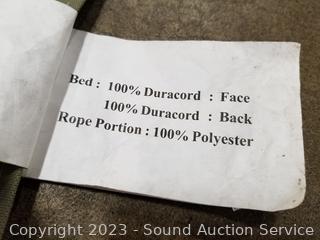 Bed : 100% Duracord : Face
100% Duracord : Back
Rope Portion : 100% Polyester
Copyright 2023 - Sound Auction Service